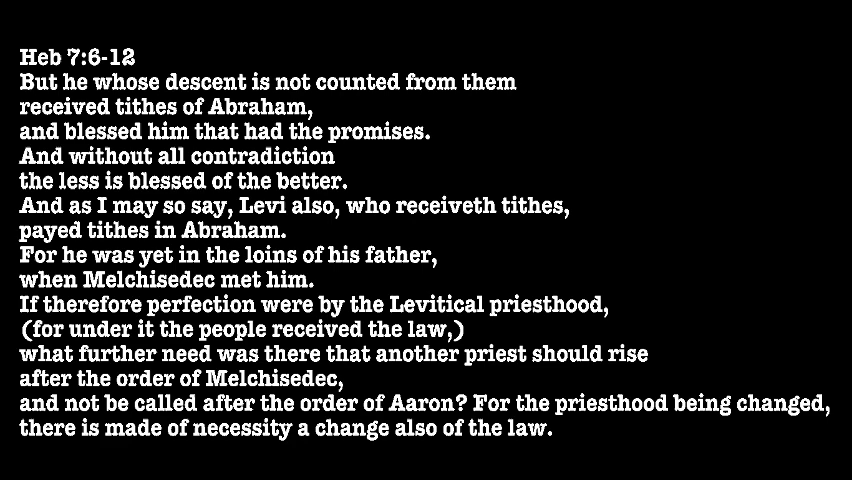 Heb 7:6-12
But he whose descent is not counted from them
received tithes of Abraham,
and blessed him that had the promises.
And without all contradiction
the less is blessed of the better.
And as I may so say, Levi also, who receiveth tithes,
payed tithes in Abraham.
For he was yet in the loins of his father,
when Melchisedec met him.
If therefore perfection were by the Levitical priesthood,
(for under it the people received the law,)
what further need was there that another priest should rise
after the order of Melchisedec,
and not be called after the order of Aaron? For the priesthood being changed,
there is made of necessity a change also of the law.